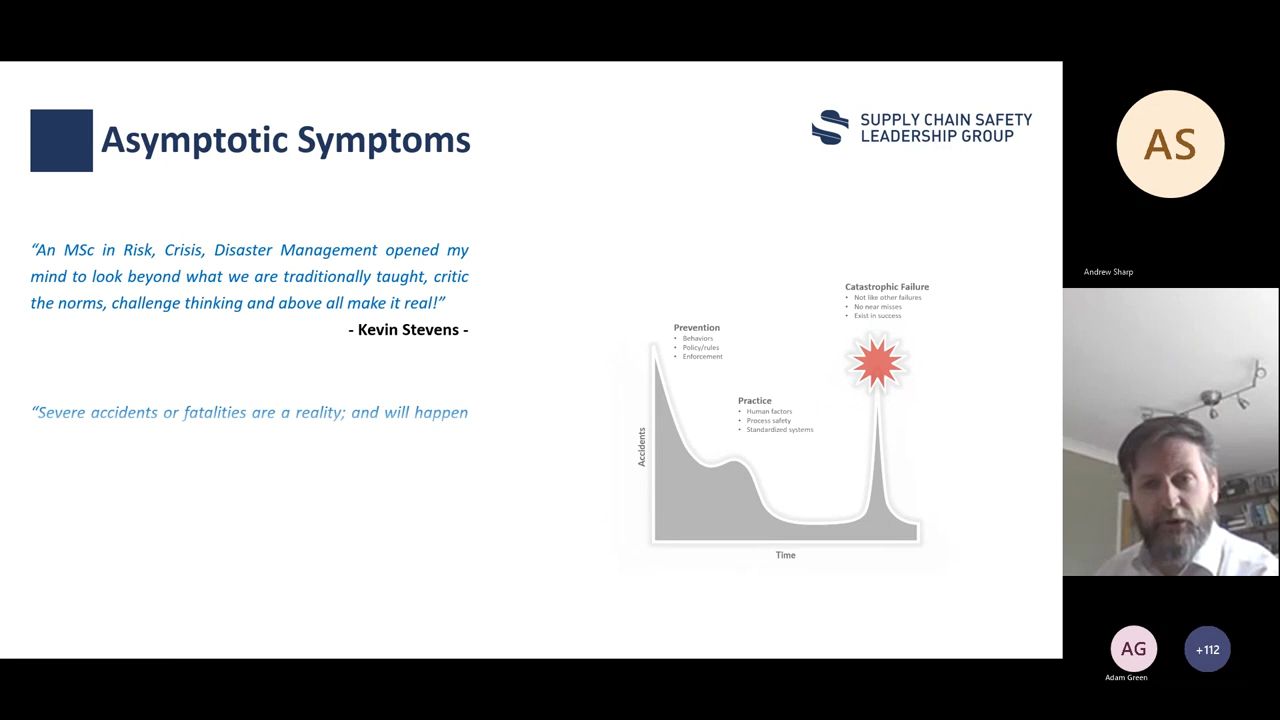 Asymptotic Symptoms
SUPPLY CHAIN SAFETY
LEADERSHIP GROUP
“An MSc in Risk, Crisis, Disaster Management opened my
mind to look beyond what we are traditionally taught, critic
the norms, challenge thinking and above all make it real!”
- Kevin Stevens -
“Severe accidents or fatalities are a reality; and will happen
Catastrophic Failure
• Not like other failures
• No near misses
• Exist in success
Prevention
• Behaviors
• Policy/rules
• Enforcement
Practice
• Human factors
• Process safety
• Standardized systems
Accidents
Time
AS
Andrew Sharp
AG
Adam Green
+112